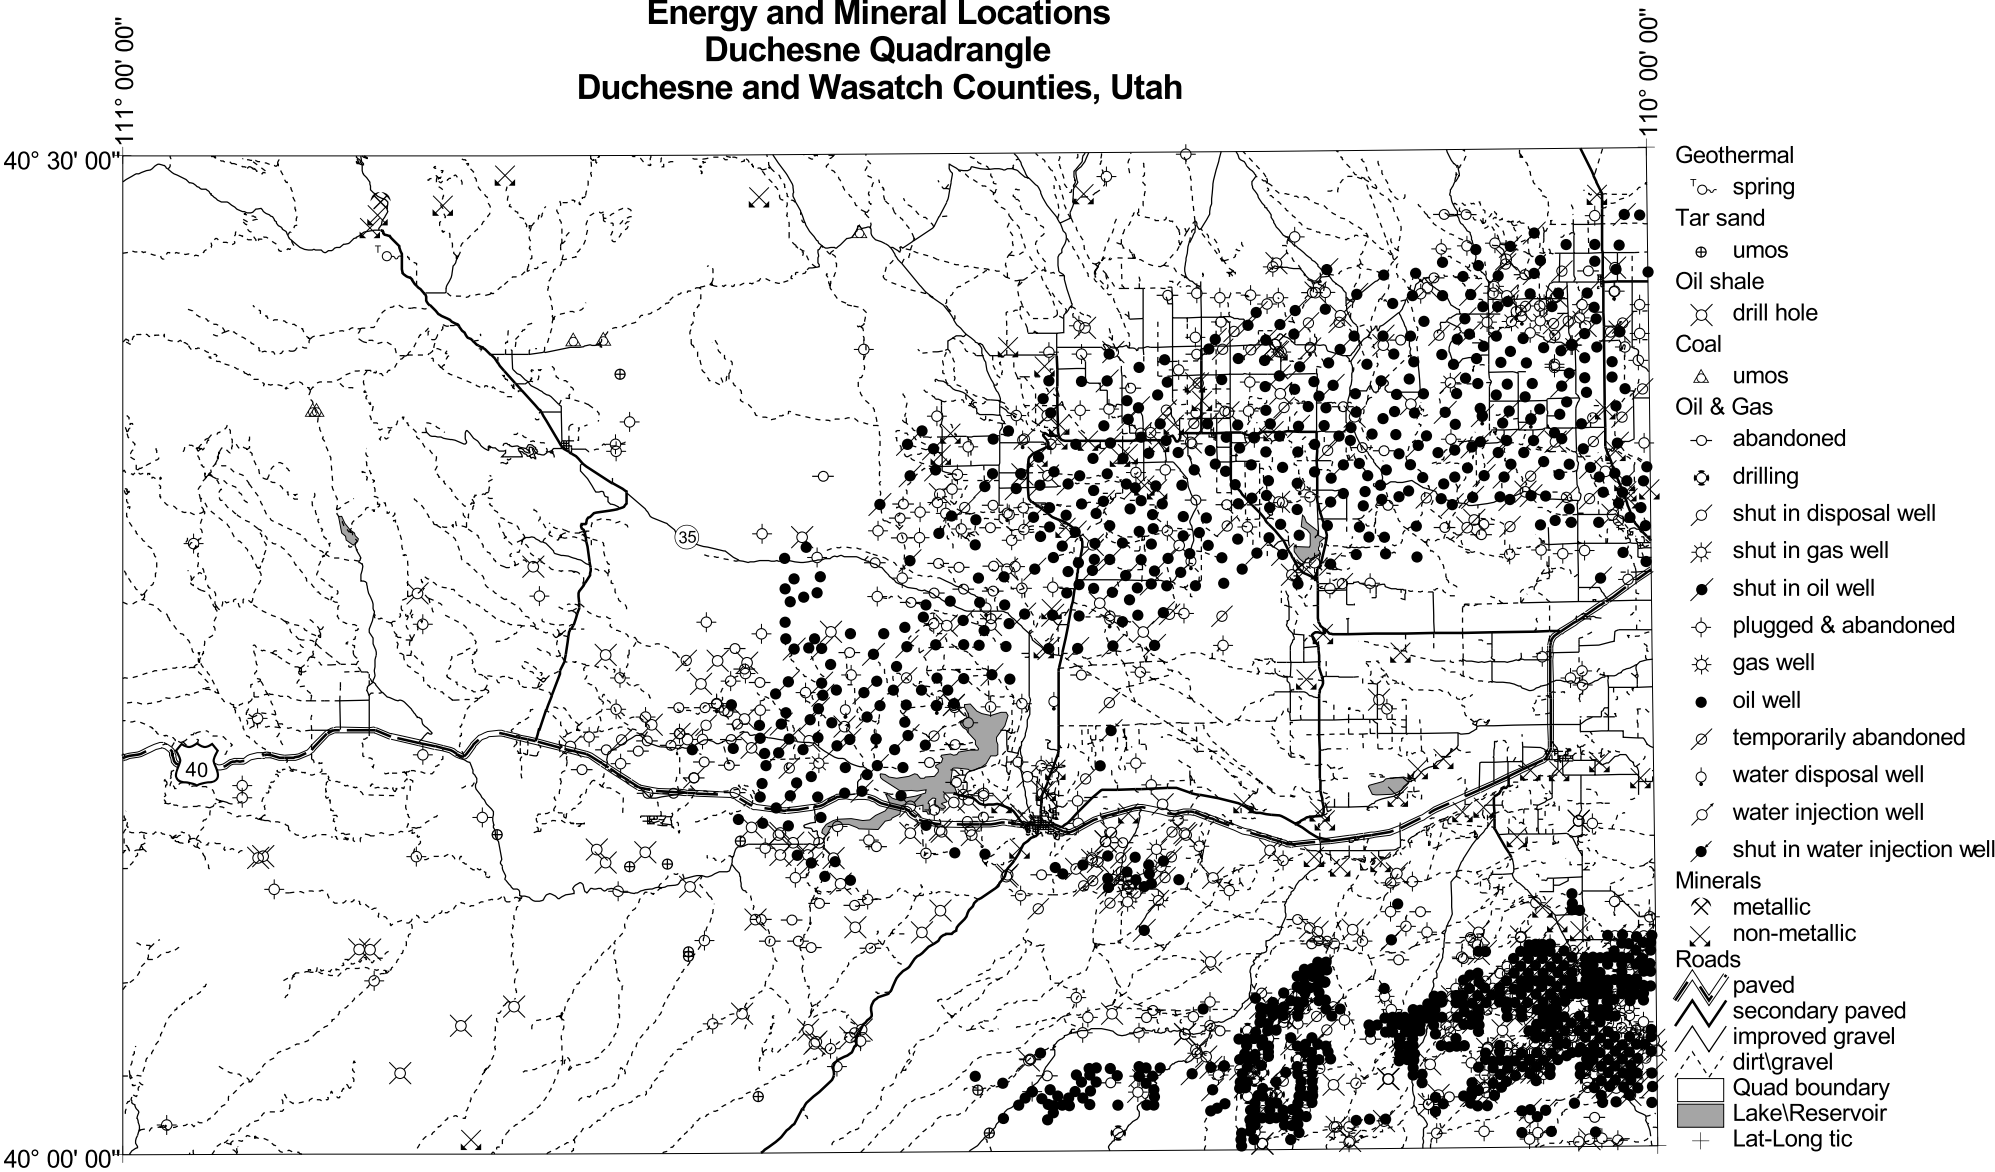 Energy and Mineral Locations
Duchesne Quadrangle
Duchesne and Wasatch Counties, Utah
111° 00' 00"
110° 00' 00"
40° 30' 00"
40° 00' 00"
T
35
40
Geothermal
T spring
Tar sand
umos
Oil shale
drill hole
Coal
umos
Oil & Gas
abandoned
drilling
shut in disposal well
shut in gas well
shut in oil well
plugged & abandoned
gas well
oil well
temporarily abandoned
water disposal well
water injection well
shut in water injection well
Minerals
metallic
non-metallic
Roads
paved
secondary paved
improved gravel
dirt\gravel
Quad boundary
Lake\Reservoir
Lat-Long tic